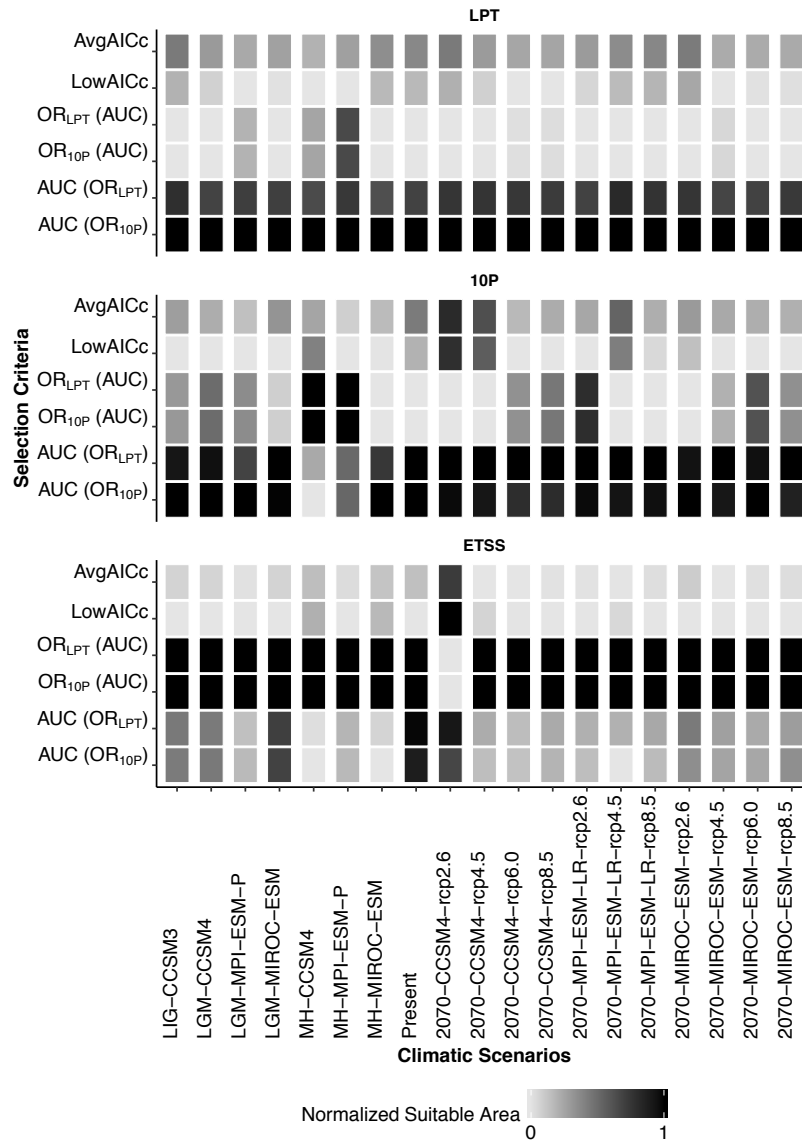 LPT
AvgAICc
LowAICc
OR_LPT (AUC)
OR_10P (AUC)
AUC (OR_LPT)
AUC (OR_10P)
10P
AvgAICc
LowAICc
OR_LPT (AUC)
OR_10P (AUC)
AUC (OR_LPT)
AUC (OR_10P)
Selection Criteria
ETSS
AvgAICc
LowAICc
OR_LPT (AUC)
OR_10P (AUC)
AUC (OR_LPT)
AUC (OR_10P)
LIG−CCSM3
LGM−CCSM4
LGM−MPI−ESM−P
LGM−MIROC−ESM
MH−CCSM4
MH−MPI−ESM−P
MH−MIROC−ESM
Present
2070−CCSM4−rcp2.6
2070−CCSM4−rcp4.5
2070−CCSM4−rcp6.0
2070−CCSM4−rcp8.5
2070−MPI−ESM−LR−rcp2.6
2070−MPI−ESM−LR−rcp4.5
2070−MPI−ESM−LR−rcp8.5
2070−MIROC−ESM−rcp2.6
2070−MIROC−ESM−rcp4.5
2070−MIROC−ESM−rcp6.0
2070−MIROC−ESM−rcp8.5
Climatic Scenarios
Normalized Suitable Area
0 1